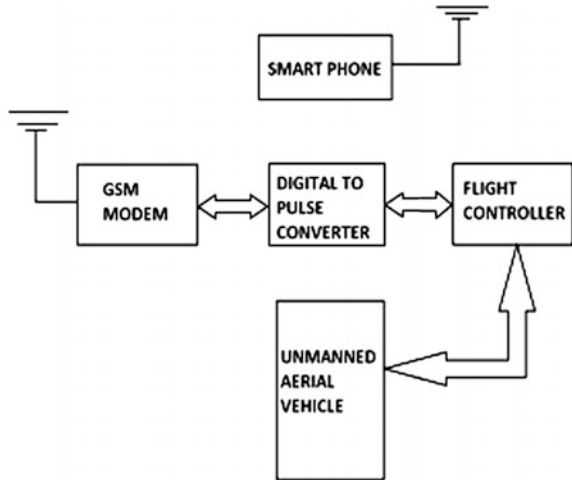 SMART PHONE
GSM
MODEM
DIGITAL TO
PULSE
CONVERTER
FLIGHT
CONTROLLER
UNMANNED
AERIAL
VEHICLE